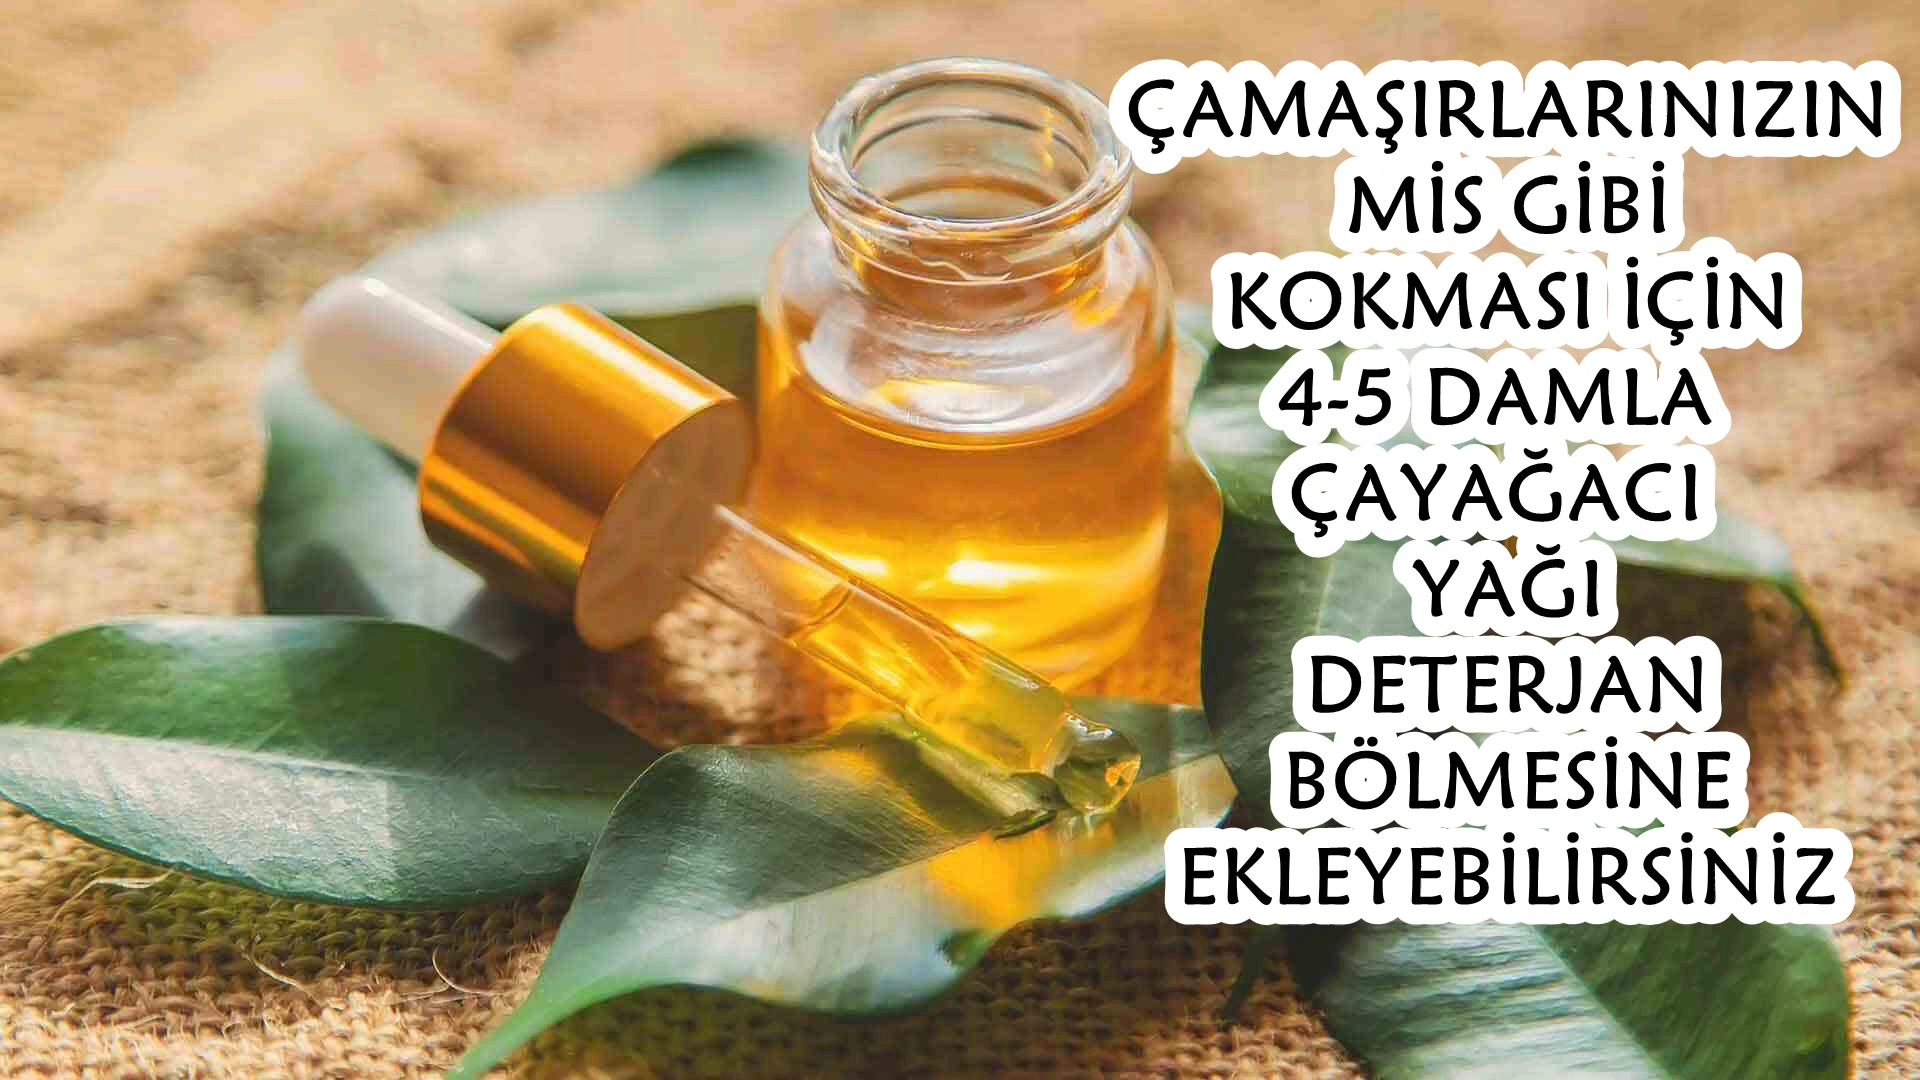 ÇAMAŞIRLARINIZIN
MİS GİBİ
KOKMASI İÇİN
4-5 DAMLA
ÇAYAĞACI
YAĞI
DETERJAN
BÖLMESİNE
EKLEYEBİLİRSİNİZ